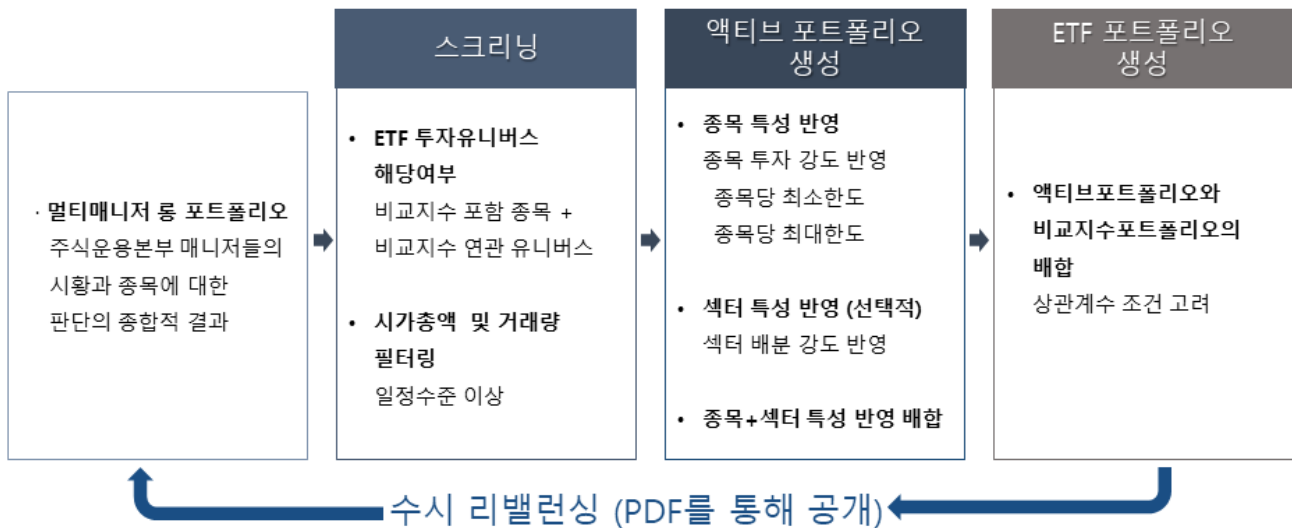 · 멀티매니저 롱 포트폴리오
주식운용본부 매니저들의
시황과 종목에 대한
판단의 종합적 결과
스크리닝
• ETF 투자유니버스
해당여부
비교지수 포함 종목 +
비교지수 연관 유니버스
• 시가총액 및 거래량
필터링
일정수준 이상
액티브 포트폴리오
생성
• 종목 특성 반영
종목 투자 강도 반영
종목당 최소한도
종목당 최대한도
• 섹터 특성 반영 (선택적)
섹터 배분 강도 반영
• 종목+섹터 특성 반영 배합
ETF 포트폴리오
생성
• 액티브포트폴리오와
비교지수포트폴리오의
배합
상관계수 조건 고려
수시 리밸런싱 (PDF를 통해 공개)